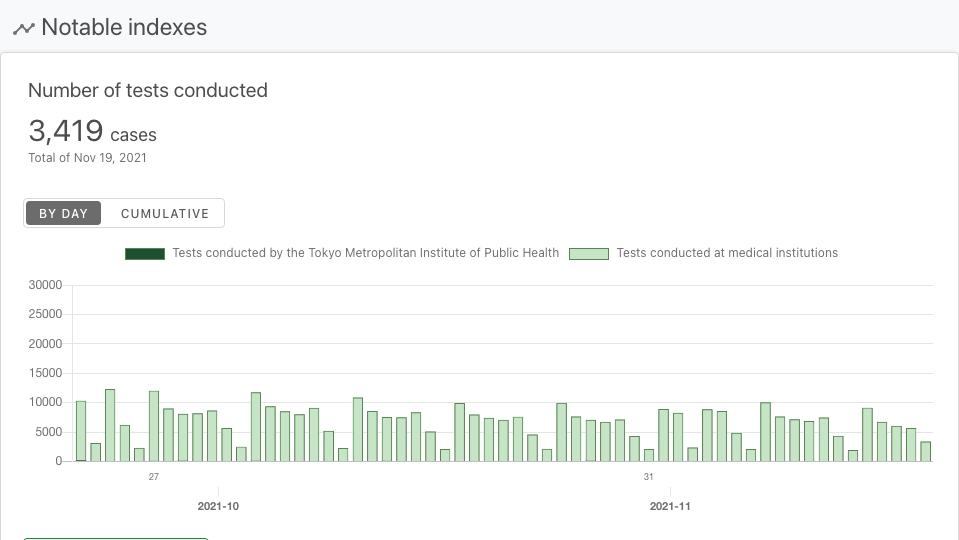 Notable indexes
Number of tests conducted
3,419 cases
Total of Nov 19, 2021
BY DAY CUMULATIVE
Tests conducted by the Tokyo Metropolitan Institute of Public Health Tests conducted at medical institutions
30000
25000
20000
15000
10000
5000
0
27 31
2021-10 2021-11